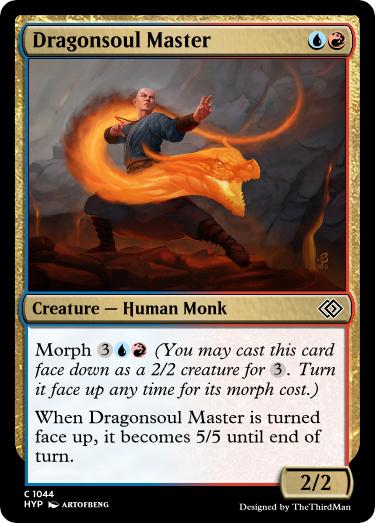 Dragonsoul Master
Creature — Human Monk
Morph 3 (You may cast this card
face down as a 2/2 creature for 3. Turn
it face up any time for its morph cost.)
When Dragonsoul Master is turned
face up, it becomes 5/5 until end of
turn.
2/2
C 1044
HYP ARTOFBENG
Designed by TheThirdMan